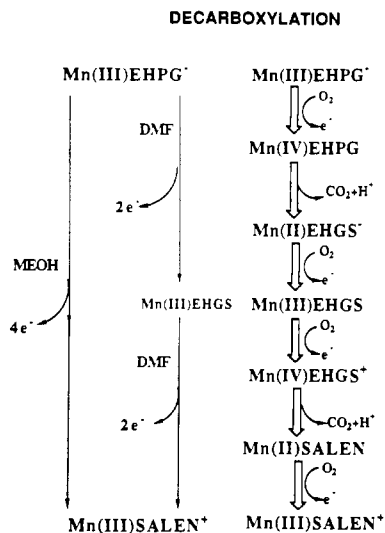 DECARBOXYLATION
Mn(III)EHPG⁻
DMF
2e⁻
MEOH
4e⁻
Mn(III)EHGS
DMF
2e⁻
Mn(III)SALEN⁺
Mn(III)EHPG⁻
O₂
e⁻
Mn(IV)EHPG
CO₂+H⁺
Mn(II)EHGS⁻
O₂
e⁻
Mn(III)EHGS
O₂
e⁻
Mn(IV)EHGS⁺
CO₂+H⁺
Mn(II)SALEN
O₂
e⁻
Mn(III)SALEN⁺